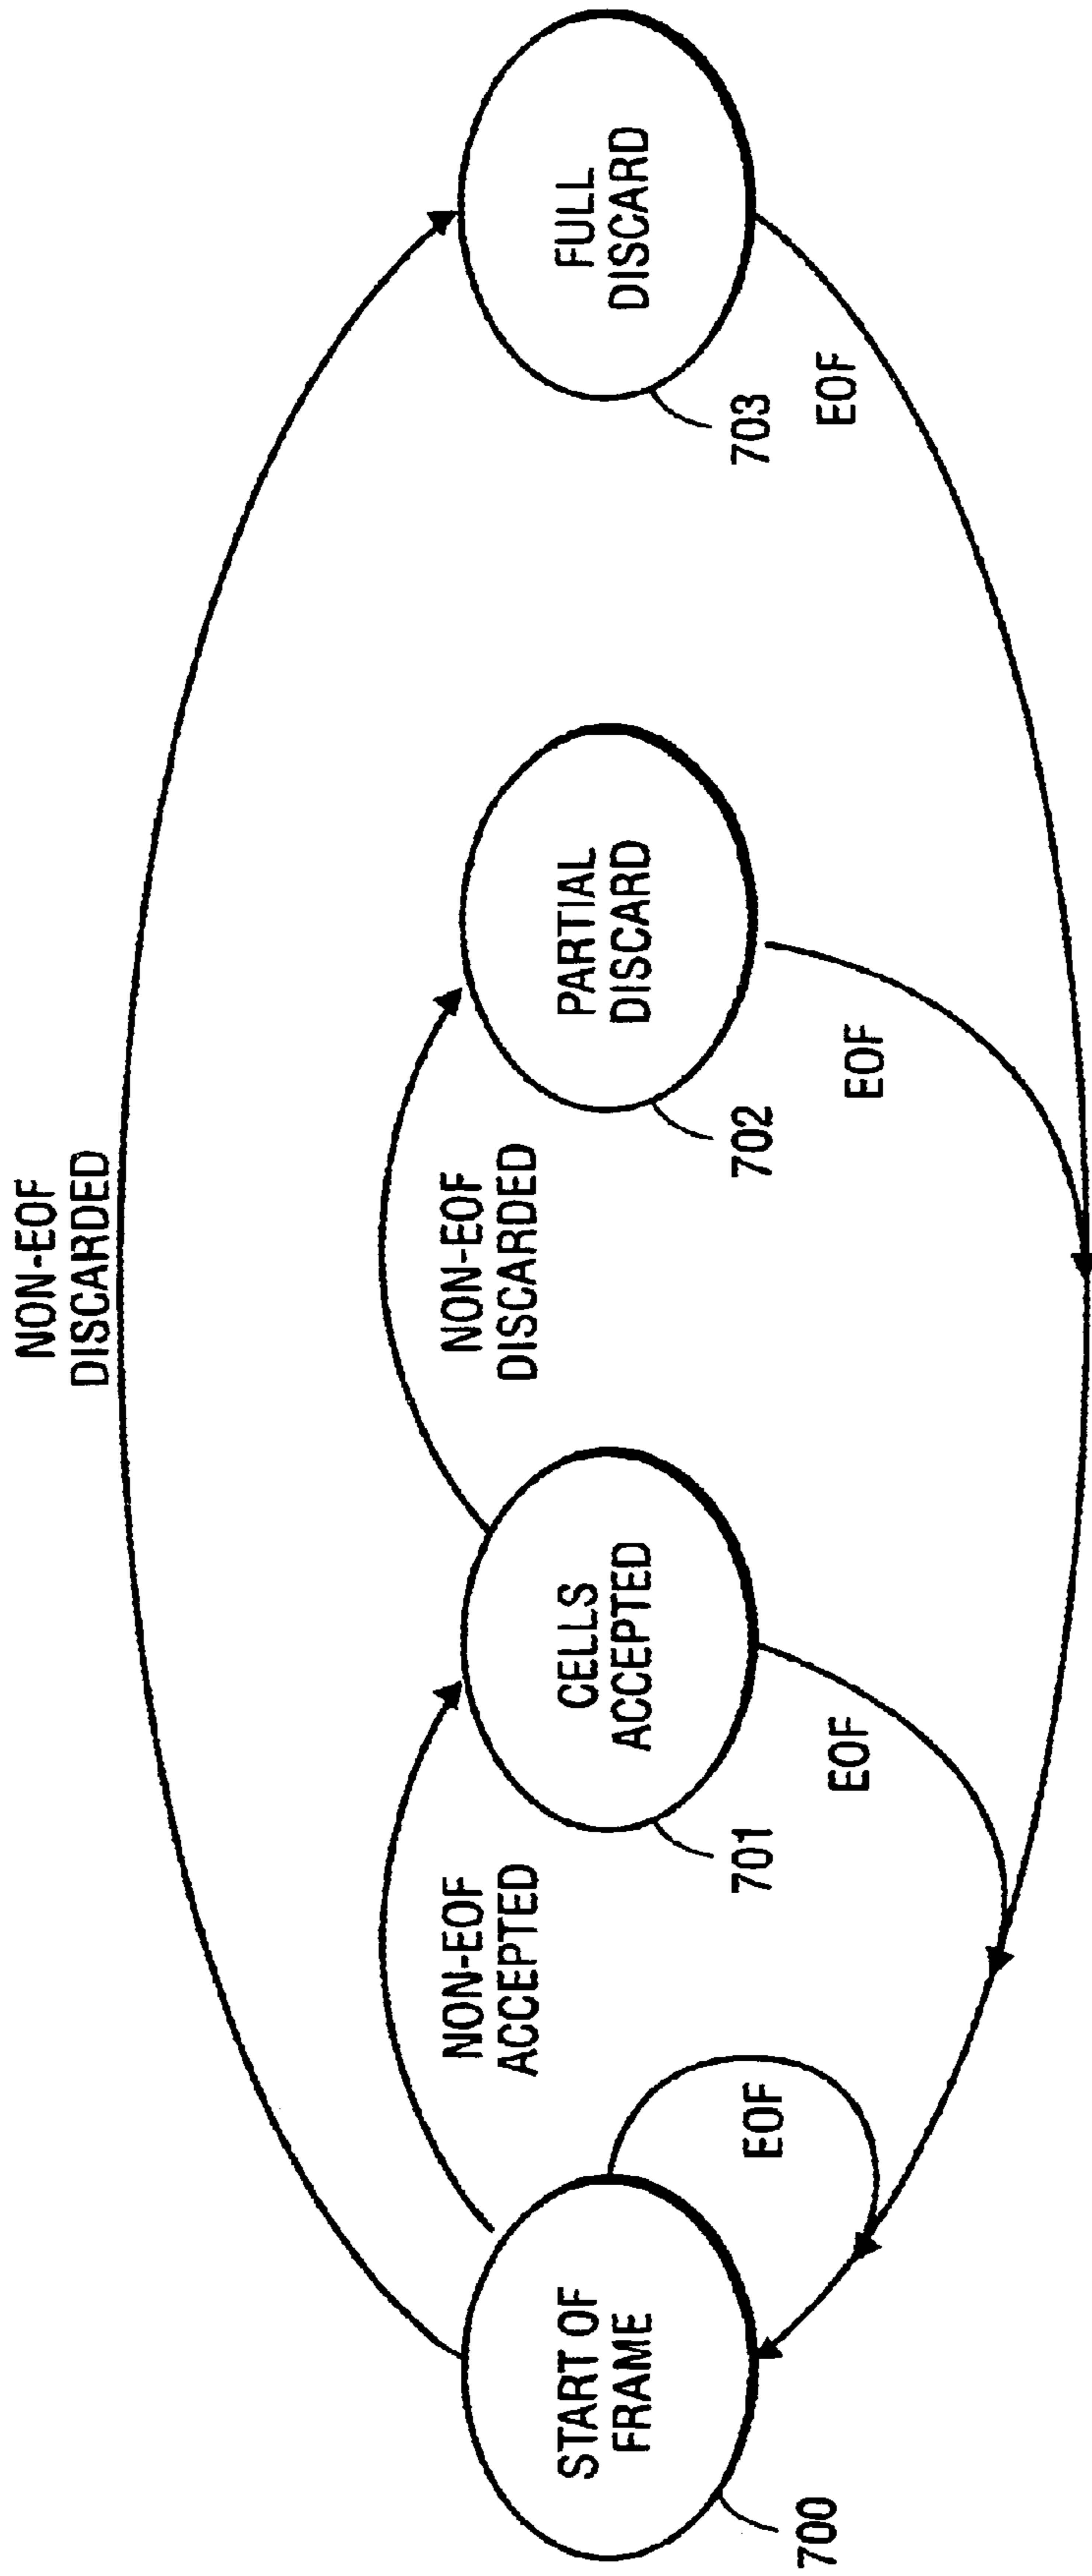 NON-EOF
DISCARDED
START OF
FRAME
700
EOF
NON-EOF
ACCEPTED
CELLS
ACCEPTED
701
EOF
NON-EOF
DISCARDED
PARTIAL
DISCARD
702
EOF
FULL
DISCARD
703
EOF